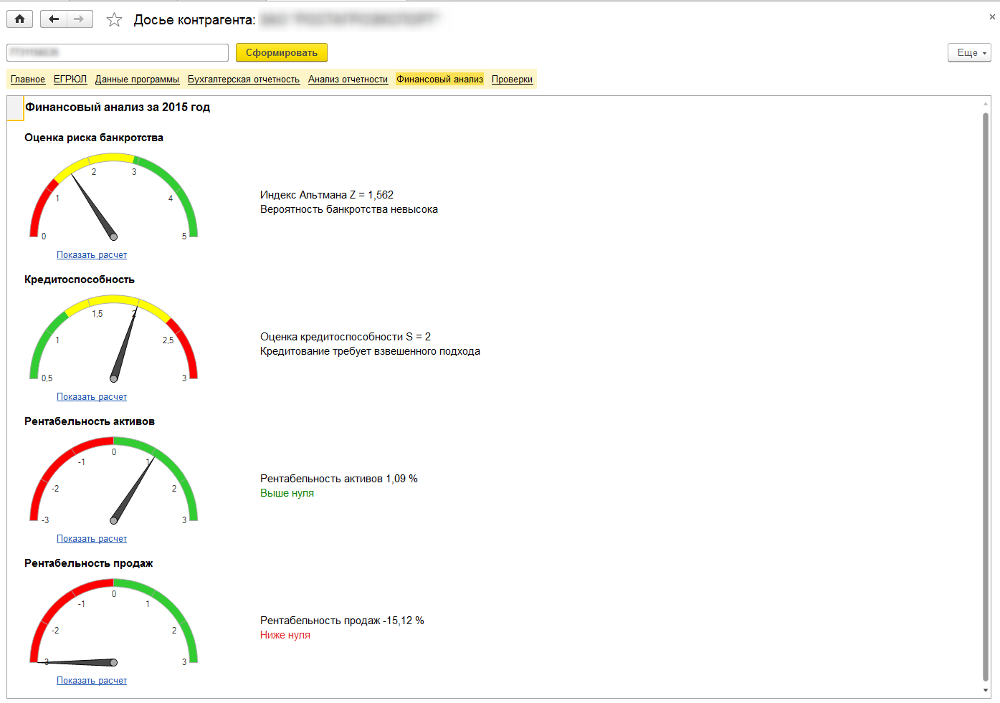 Досье контрагента:
Сформировать
Еще
Главное ЕГРЮЛ Данные программы Бухгалтерская отчетность Анализ отчетности Финансовый анализ Проверки
Финансовый анализ за 2015 год
Оценка риска банкротства
0 1 2 3 4 5
Индекс Альтмана Z = 1,562
Вероятность банкротства невысока
Показать расчет
Кредитоспособность
0,5 1 1,5 2 2,5 3
Оценка кредитоспособности S = 2
Кредитование требует взвешенного подхода
Показать расчет
Рентабельность активов
-3 -2 -1 0 1 2 3
Рентабельность активов 1,09 %
Выше нуля
Показать расчет
Рентабельность продаж
-3 -2 -1 0 1 2 3
Рентабельность продаж -15,12 %
Ниже нуля
Показать расчет